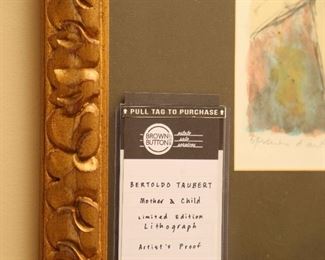 PULL TAG TO PURCHASE
BROWN
BUTTON
estate
sale
services
BERTOLDO TAUBERT
Mother & Child
Limited Edition
Lithograph
Artist's Proof